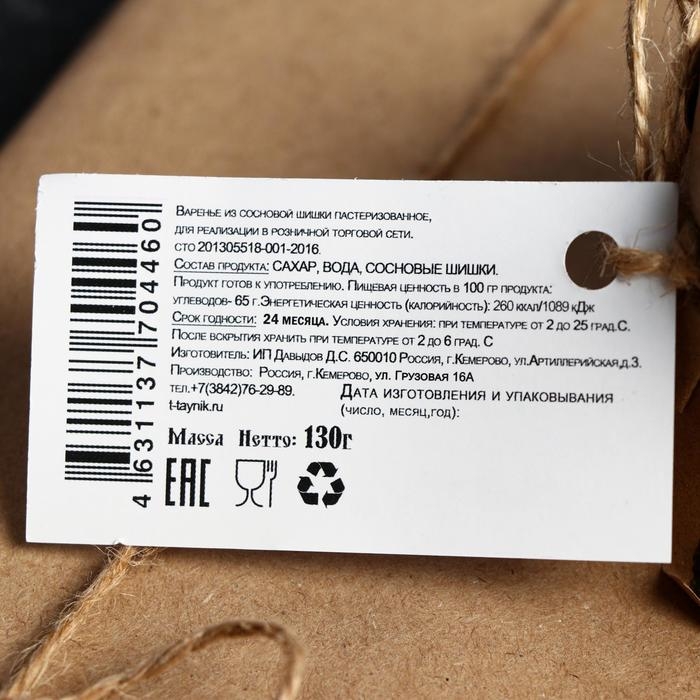 Варенье из сосновой шишки пастеризованное,
для реализации в розничной торговой сети.
сто 201305518-001-2016.
Состав продукта: САХАР, ВОДА, СОСНОВЫЕ ШИШКИ.
Продукт готов к употреблению. Пищевая ценность в 100 гр продукта:
углеводов- 65 г.Энергетическая ценность (калорийность): 260 ккал/1089 кДж
Срок годности: 24 МЕСЯЦА. Условия хранения: при температуре от 2 до 25 град.С.
После вскрытия хранить при температуре от 2 до 6 град. С
Изготовитель: ИП Давыдов Д.С. 650010 Россия, г.Кемерово, ул.Артиллерийская,д.3.
Производство: Россия, г.Кемерово, ул. Грузовая 16А
тел.+7(3842)76-29-89.
t-taynik.ru
Дата изготовления и упаковывания
(число, месяц,год):
Масса Нетто: 130г
EAC
4 631137 704460